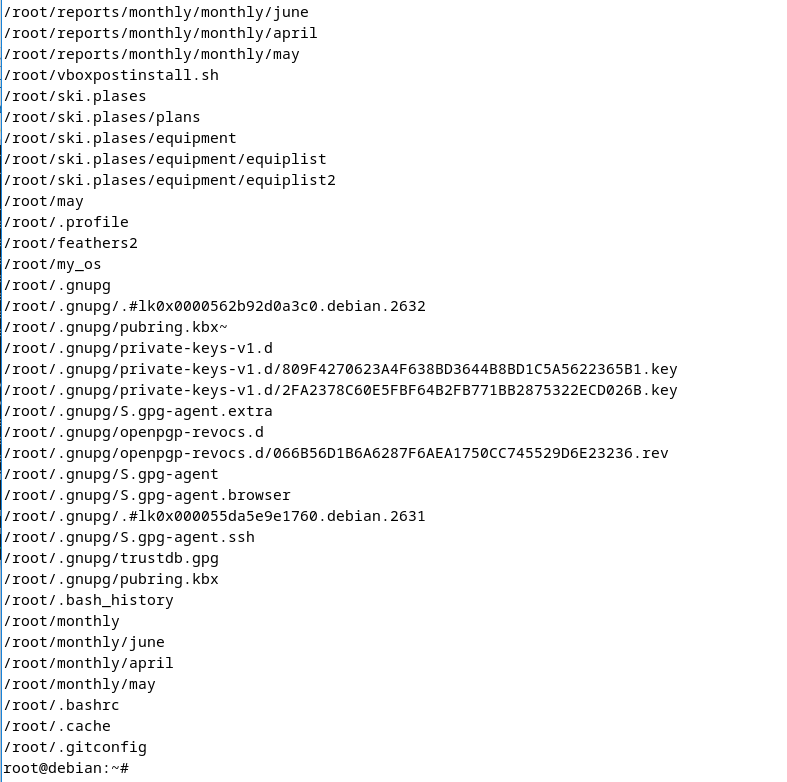 /root/reports/monthly/monthly/june
/root/reports/monthly/monthly/april
/root/reports/monthly/monthly/may
/root/vboxpostinstall.sh
/root/ski.plases
/root/ski.plases/plans
/root/ski.plases/equipment
/root/ski.plases/equipment/equiplist
/root/ski.plases/equipment/equiplist2
/root/may
/root/.profile
/root/feathers2
/root/my_os
/root/.gnupg
/root/.gnupg/.#lk0x0000562b92d0a3c0.debian.2632
/root/.gnupg/pubring.kbx~
/root/.gnupg/private-keys-v1.d
/root/.gnupg/private-keys-v1.d/809F4270623A4F638BD3644B8BD1C5A5622365B1.key
/root/.gnupg/private-keys-v1.d/2FA2378C60E5FBF64B2FB771BB2875322ECD026B.key
/root/.gnupg/S.gpg-agent.extra
/root/.gnupg/openpgp-revocs.d
/root/.gnupg/openpgp-revocs.d/066B56D1B6A6287F6AEA1750CC745529D6E23236.rev
/root/.gnupg/S.gpg-agent
/root/.gnupg/S.gpg-agent.browser
/root/.gnupg/.#lk0x000055da5e9e1760.debian.2631
/root/.gnupg/S.gpg-agent.ssh
/root/.gnupg/trustdb.gpg
/root/.gnupg/pubring.kbx
/root/.bash_history
/root/monthly
/root/monthly/june
/root/monthly/april
/root/monthly/may
/root/.bashrc
/root/.cache
/root/.gitconfig
root@debian:~#